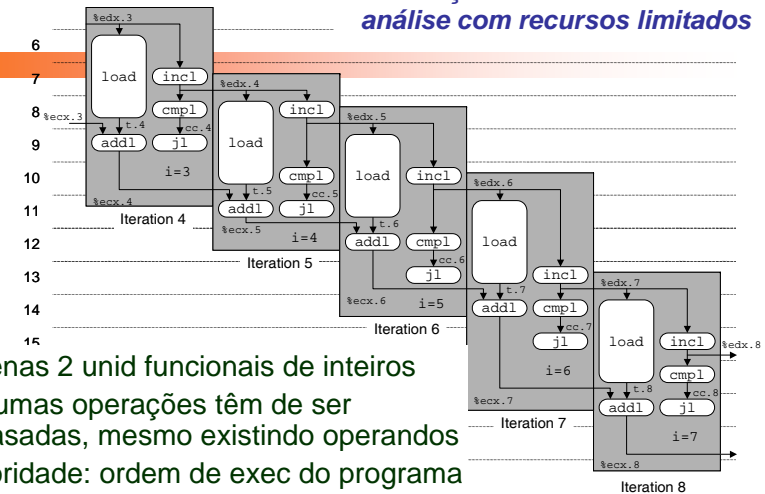 análise com recursos limitados
6
7
8
9
10
11
12
13
14
15
%edx.3
load
incl
cmpl
cc.4
%ecx.3
t.4
addl
jl
i=3
%ecx.4
Iteration 4
%edx.4
load
incl
cmpl
cc.5
t.5
addl
jl
%ecx.5
i=4
Iteration 5
%edx.5
load
incl
t.6
addl
cmpl
cc.6
jl
%ecx.6
i=5
Iteration 6
%edx.6
load
incl
t.7
addl
cmpl
cc.7
jl
i=6
%ecx.7
Iteration 7
%edx.7
load
incl
%edx.8
cmpl
t.8
cc.8
addl
jl
i=7
%ecx.8
Iteration 8
enas 2 unid funcionais de inteiros
umas operações têm de ser
asadas, mesmo existindo operandos
oridade: ordem de exec do programa